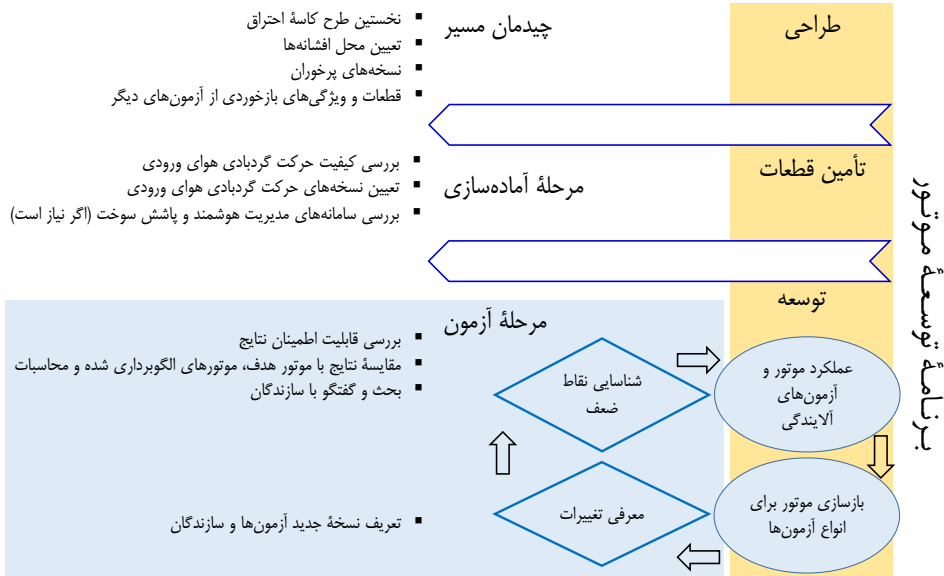 برنامهٔ توسعهٔ موتور
طراحی
چیدمان مسیر
نخستین طرح کاسهٔ احتراق
تعیین محل افشانه‌ها
نسخه‌های پرخوران
قطعات و ویژگی‌های بازخوردی از آزمون‌های دیگر
تأمین قطعات
مرحلهٔ آماده‌سازی
بررسی کیفیت حرکت گردبادی هوای ورودی
تعیین نسخه‌های حرکت گردبادی هوای ورودی
بررسی سامانه‌های مدیریت هوشمند و پاشش سوخت (اگر نیاز است)
توسعه
مرحلهٔ آزمون
بررسی قابلیت اطمینان نتایج
مقایسهٔ نتایج با موتور هدف، موتورهای الگوبرداری شده و محاسبات
بحث و گفتگو با سازندگان
عملکرد موتور و
آزمون‌های
آلایندگی
شناسایی نقاط
ضعف
بازسازی موتور برای
انواع آزمون‌ها
معرفی تغییرات
تعریف نسخهٔ جدید آزمون‌ها و سازندگان